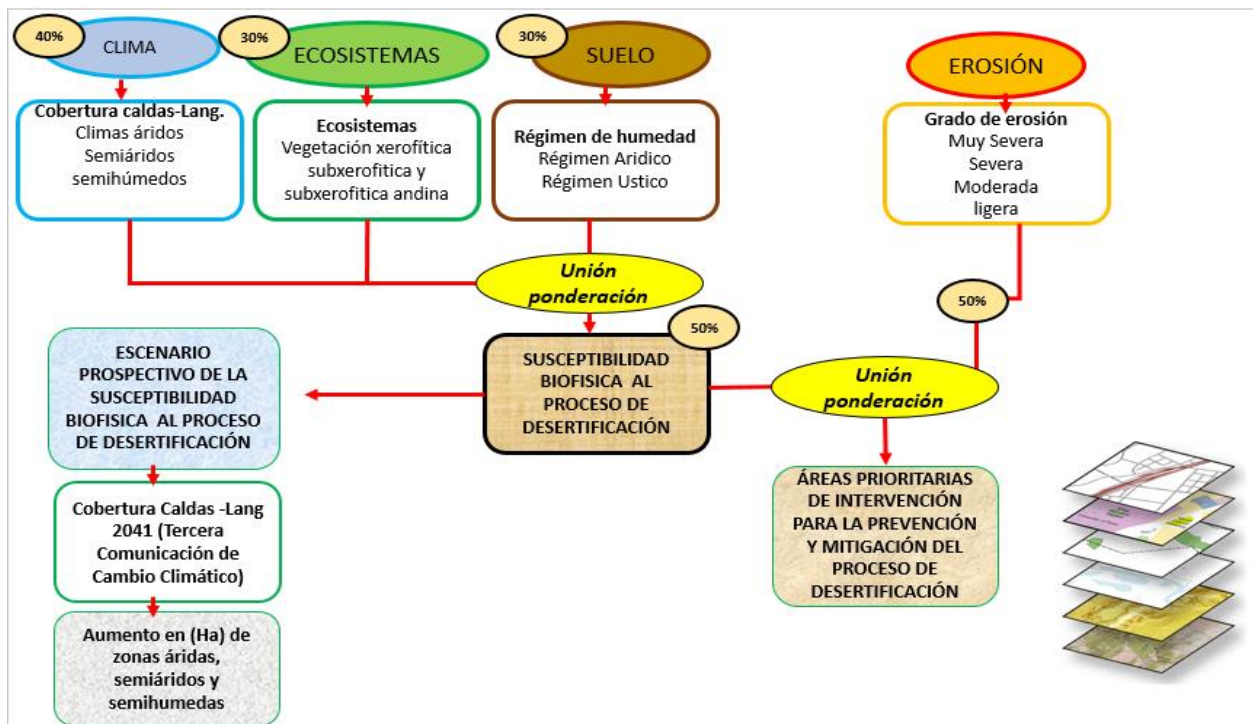 40%
CLIMA
30%
ECOSISTEMAS
30%
SUELO
EROSIÓN
Cobertura caldas-Lang.
Climas áridos
Semiáridos
semihúmedos
Ecosistemas
Vegetación xerofítica
subxerofitica y
subxerofitica andina
Régimen de humedad
Régimen Aridico
Régimen Ustico
Grado de erosión
Muy Severa
Severa
Moderada
ligera
Unión
ponderación
50%
50%
ESCENARIO
PROSPECTIVO DE LA
SUSCEPTIBILIDAD
BIOFISICA AL PROCESO
DE DESERTIFICACIÓN
SUSCEPTIBILIDAD
BIOFISICA AL
PROCESO DE
DESERTIFICACIÓN
Unión
ponderación
Cobertura Caldas -Lang
2041 (Tercera
Comunicación de
Cambio Climático)
ÁREAS PRIORITARIAS
DE INTERVENCIÓN
PARA LA PREVENCIÓN
Y MITIGACIÓN DEL
PROCESO DE
DESERTIFICACIÓN
Aumento en (Ha) de
zonas áridas,
semiáridos y
semihumedas